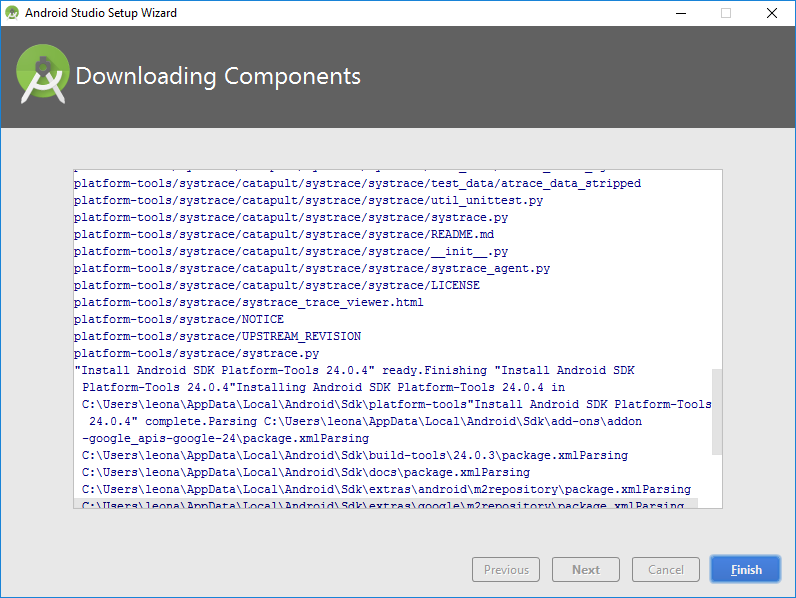 Android Studio Setup Wizard
Downloading Components
platform-tools/systrace/catapult/systrace/systrace/test_data/atrace_data_stripped
platform-tools/systrace/catapult/systrace/systrace/util_unittest.py
platform-tools/systrace/catapult/systrace/systrace/systrace.py
platform-tools/systrace/catapult/systrace/systrace/README.md
platform-tools/systrace/catapult/systrace/systrace/__init__.py
platform-tools/systrace/catapult/systrace/systrace/systrace_agent.py
platform-tools/systrace/catapult/systrace/systrace/LICENSE
platform-tools/systrace/systrace_trace_viewer.html
platform-tools/systrace/NOTICE
platform-tools/systrace/UPSTREAM_REVISION
platform-tools/systrace/systrace.py
"Install Android SDK Platform-Tools 24.0.4" ready.Finishing "Install Android SDK
Platform-Tools 24.0.4"Installing Android SDK Platform-Tools 24.0.4 in
C:\Users\leona\AppData\Local\Android\Sdk\platform-tools"Install Android SDK Platform-Tools
24.0.4" complete.Parsing C:\Users\leona\AppData\Local\Android\Sdk\add-ons\addon
-google_apis-google-24\package.xmlParsing
C:\Users\leona\AppData\Local\Android\Sdk\build-tools\24.0.3\package.xmlParsing
C:\Users\leona\AppData\Local\Android\Sdk\docs\package.xmlParsing
C:\Users\leona\AppData\Local\Android\Sdk\extras\android\m2repository\package.xmlParsing
C:\Users\leona\AppData\Local\Android\Sdk\extras\google\m2repository\package.xmlParsing
Previous
Next
Cancel
Finish